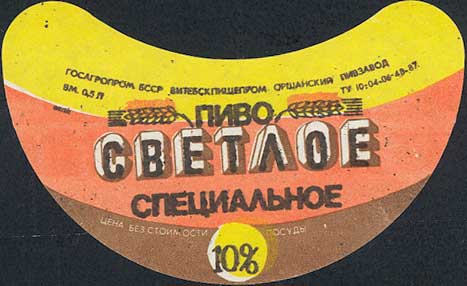 ГОСАГРОПРОМ БССР ВИТЕБСКПИЩЕПРОМ ОРШАНСКИЙ ПИВЗАВОД
ВМ. 0,5 Л
ТУ 10-04-06-48-87.
ПИВО
СВЕТЛОЕ
СПЕЦИАЛЬНОЕ
ЦЕНА БЕЗ СТОИМОСТИ ПОСУДЫ
10%